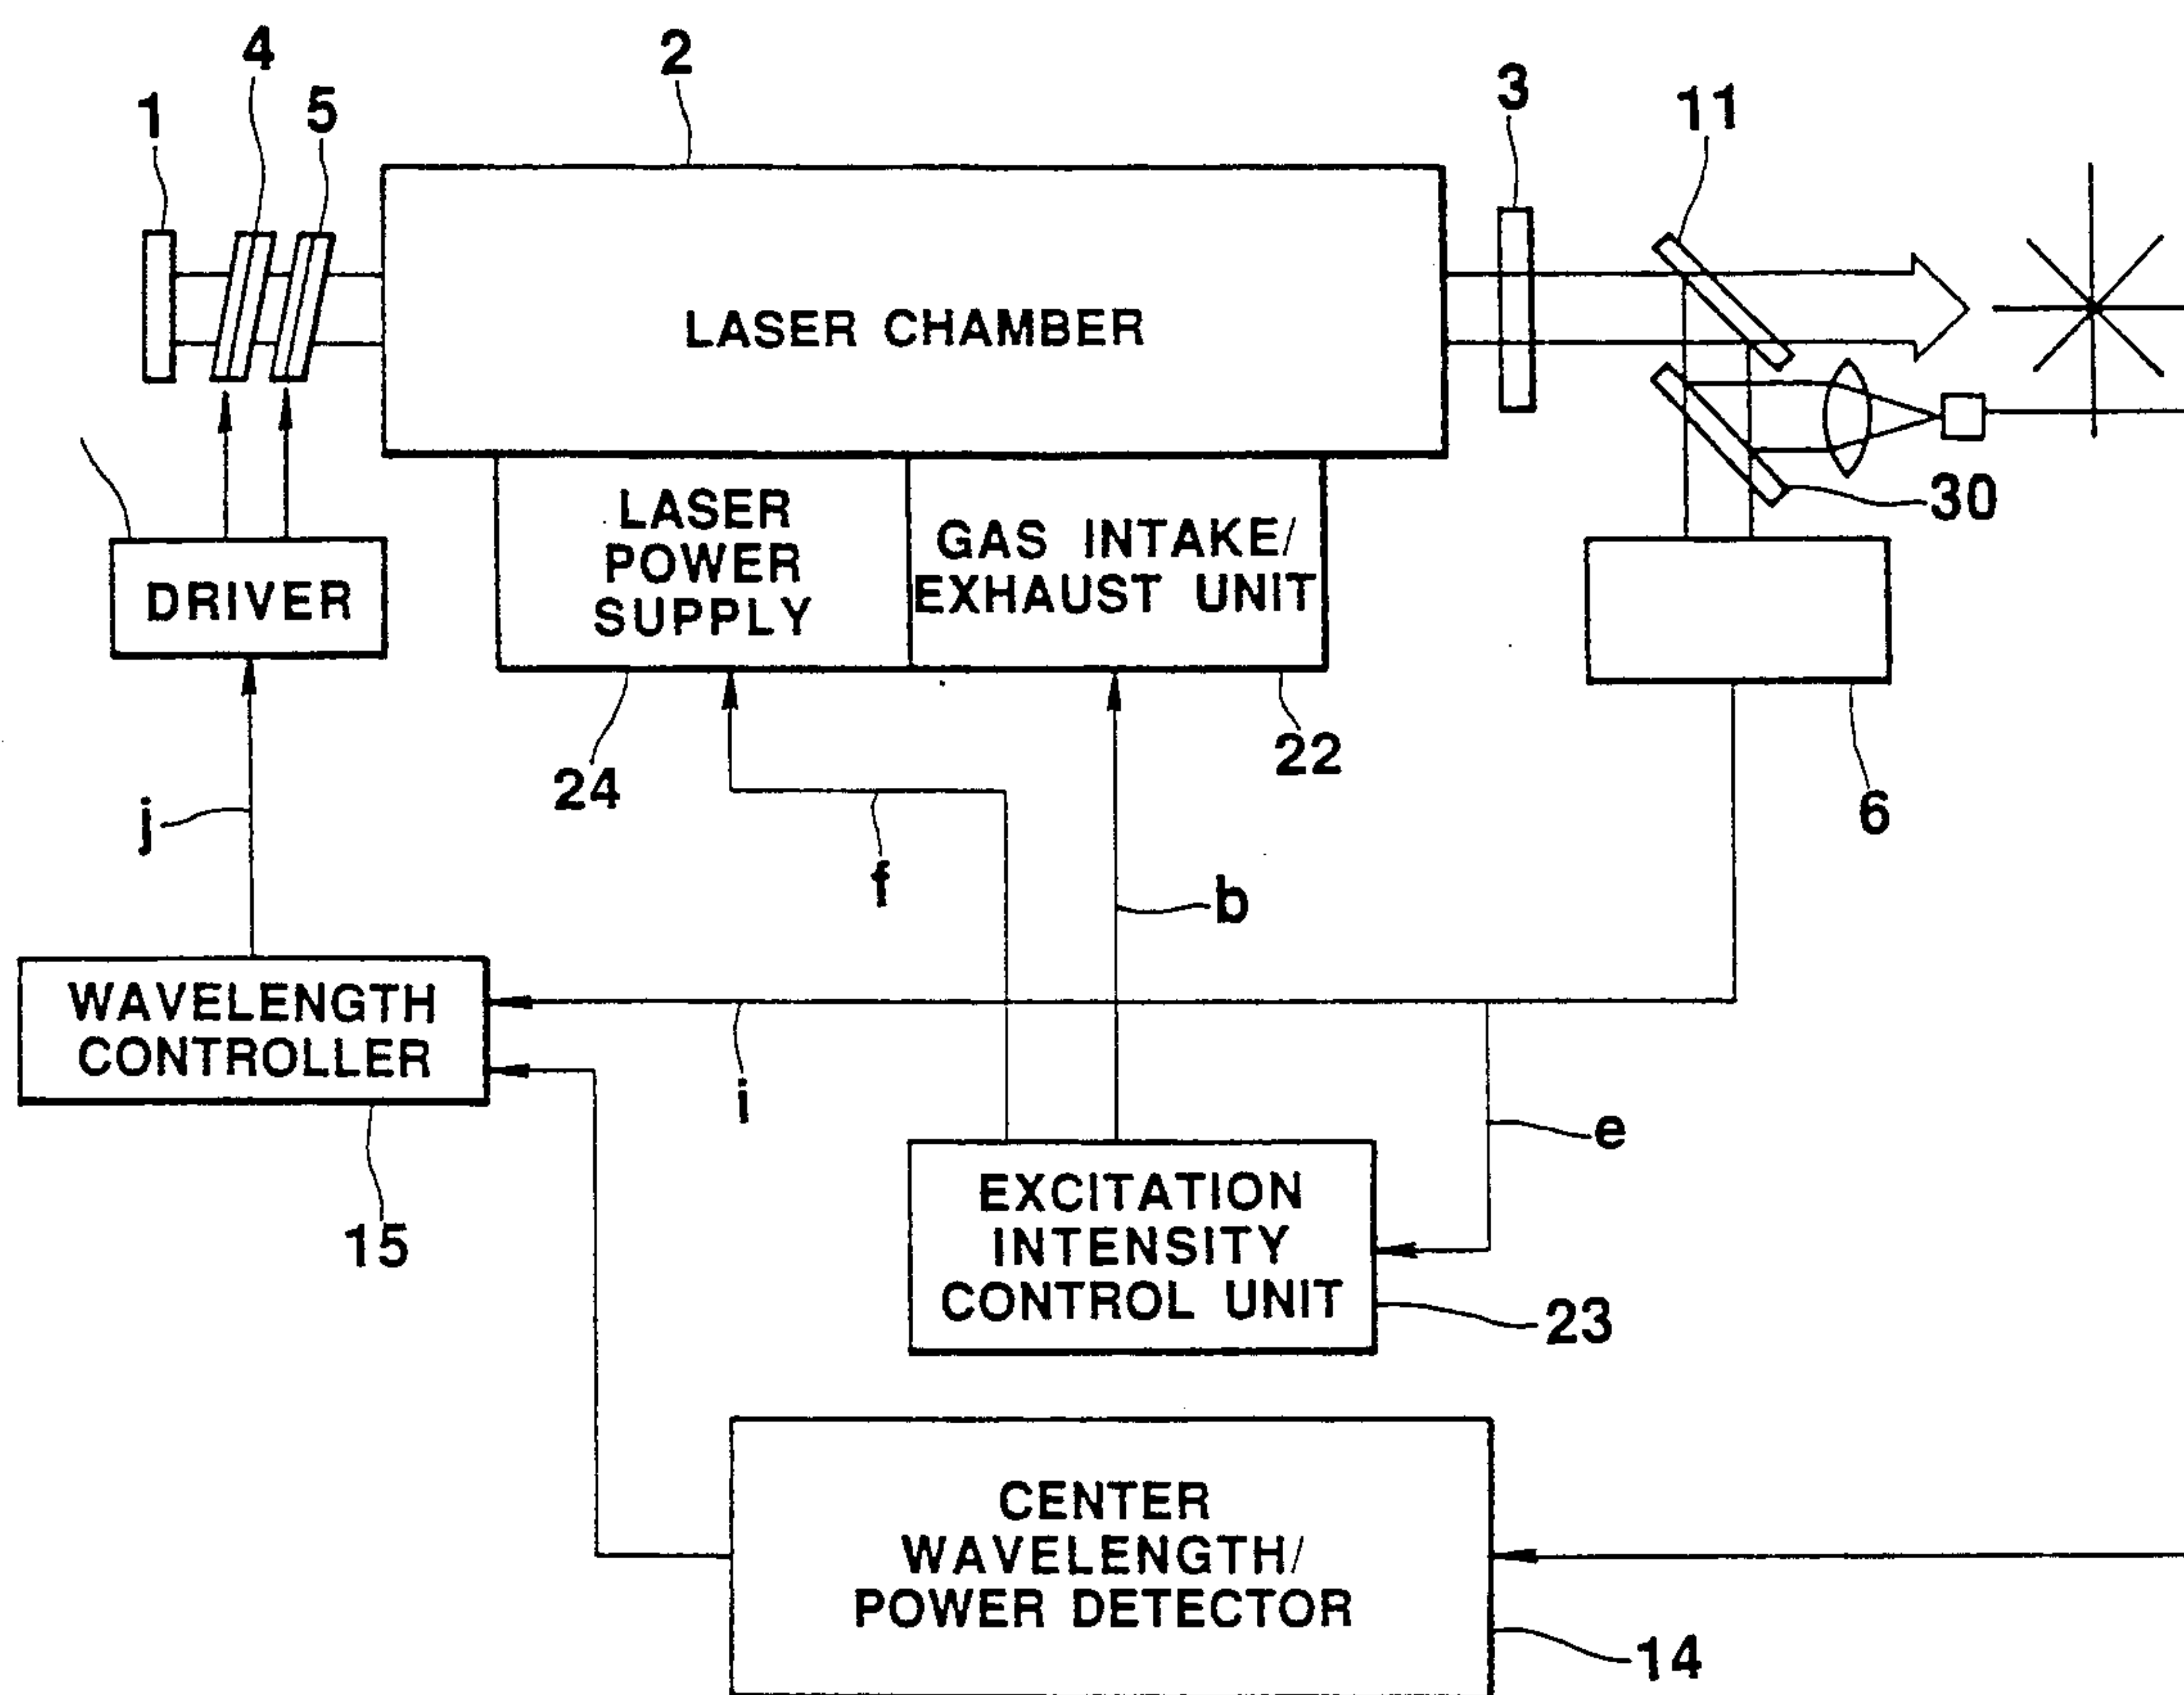 4
2
3
11
1
5
LASER CHAMBER
30
LASER
POWER
SUPPLY
GAS INTAKE/
EXHAUST UNIT
DRIVER
24
22
6
j
f
b
WAVELENGTH
CONTROLLER
i
e
15
EXCITATION
INTENSITY
CONTROL UNIT
23
CENTER
WAVELENGTH/
POWER DETECTOR
14